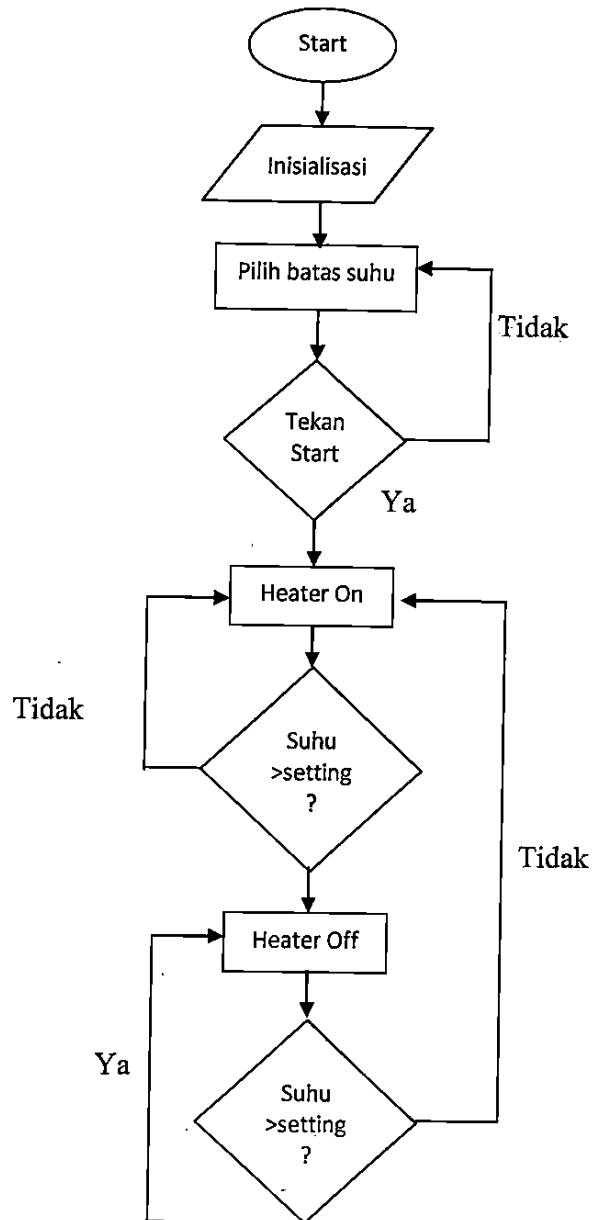 Start
Inisialisasi
Pilih batas suhu
Tidak
Tekan
Start
Ya
Heater On
Tidak
Suhu
>setting
?
Tidak
Heater Off
Ya
Suhu
>setting
?